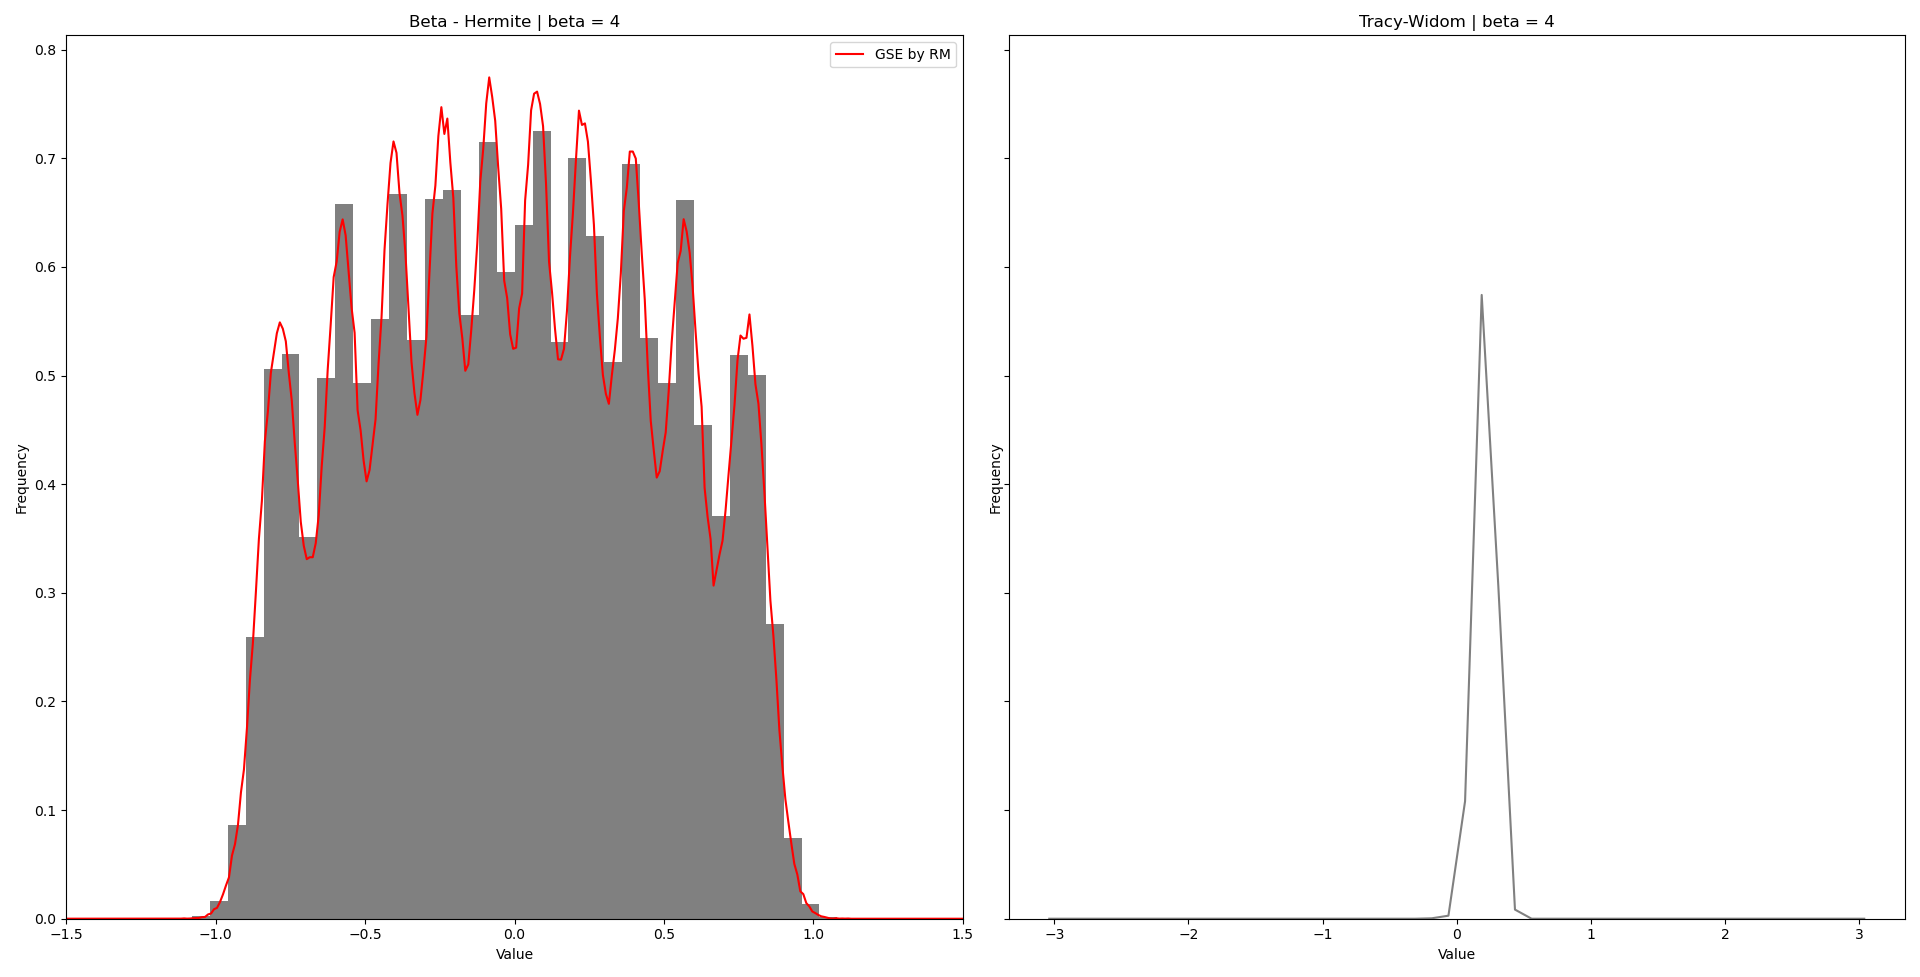 Beta - Hermite | beta = 4
GSE by RM
Frequency
0.8
0.7
0.6
0.5
0.4
0.3
0.2
0.1
0.0
−1.5 −1.0 −0.5 0.0 0.5 1.0 1.5
Value
Tracy-Widom | beta = 4
Frequency
−3 −2 −1 0 1 2 3
Value